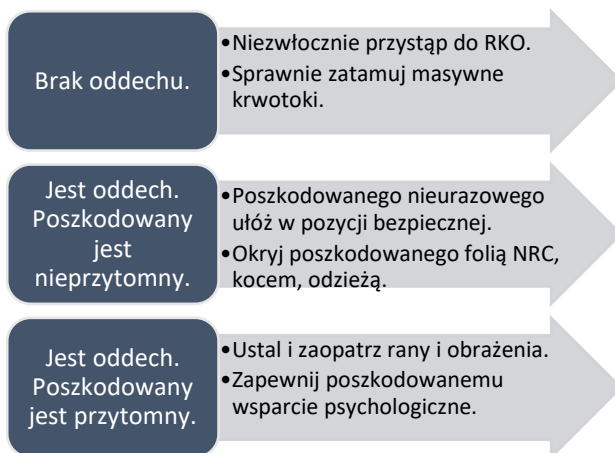 Brak oddechu.
•Niezwłocznie przystąp do RKO.
•Sprawnie zatamuj masywne
krwotoki.
Jest oddech.
Poszkodowany
jest
nieprzytomny.
•Poszkodowanego nieurazowego
ułóż w pozycji bezpiecznej.
•Okryj poszkodowanego folią NRC,
kocem, odzieżą.
Jest oddech.
Poszkodowany
jest przytomny.
•Ustal i zaopatrz rany i obrażenia.
•Zapewnij poszkodowanemu
wsparcie psychologiczne.